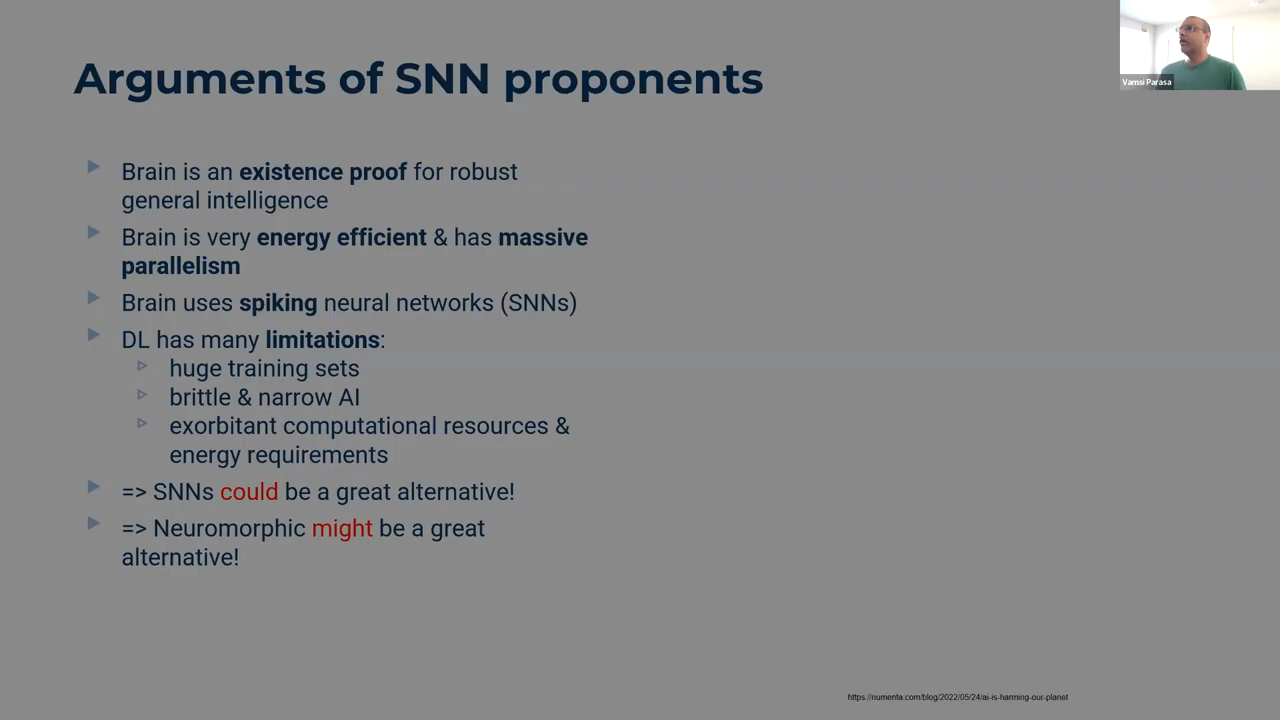 Arguments of SNN proponents
Vamsi Parasa
Brain is an existence proof for robust
general intelligence
Brain is very energy efficient & has massive
parallelism
Brain uses spiking neural networks (SNNs)
DL has many limitations:
huge training sets
brittle & narrow AI
exorbitant computational resources &
energy requirements
=> SNNs could be a great alternative!
=> Neuromorphic might be a great
alternative!
https://numenta.com/blog/2022/05/24/ai-is-harming-our-planet